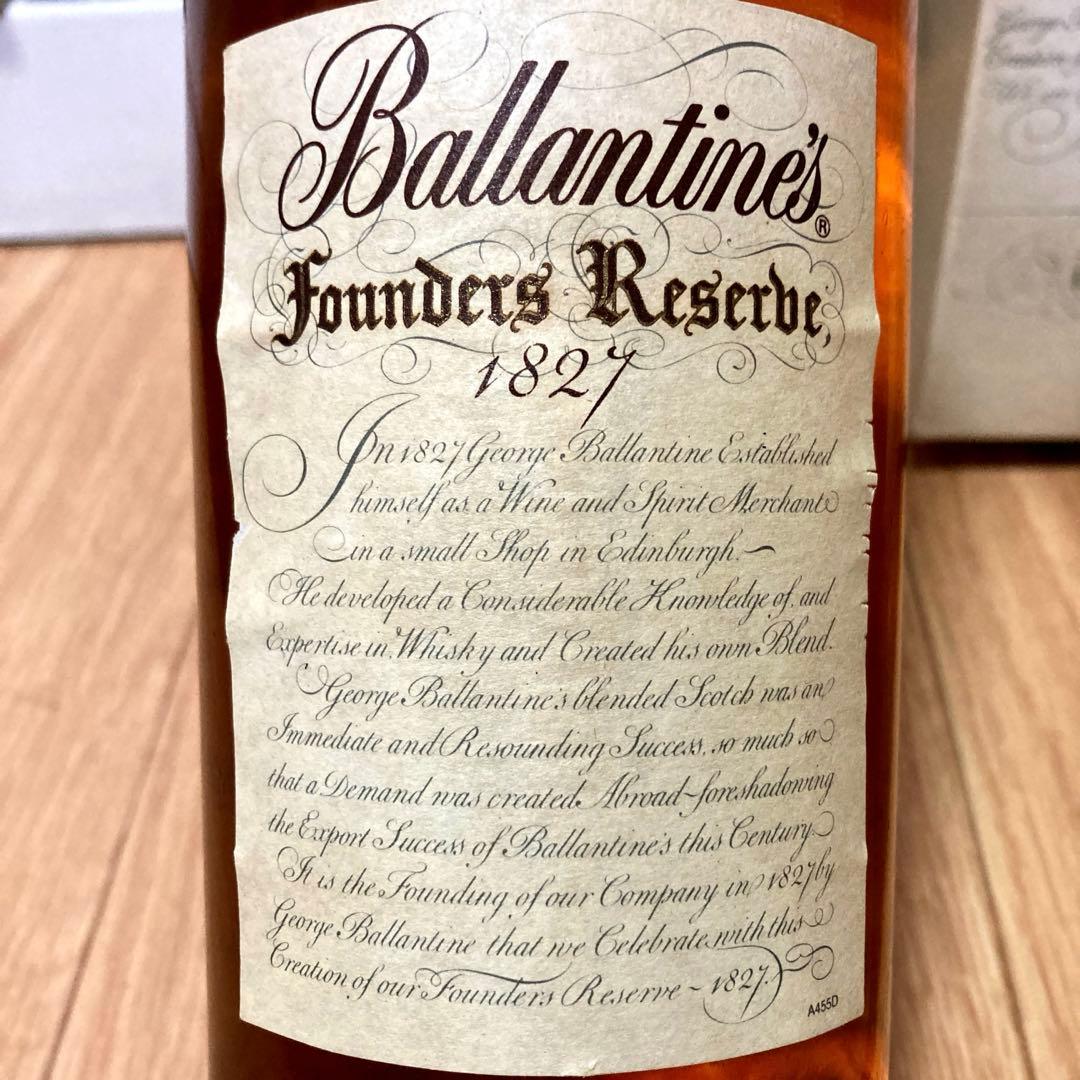 Ballantine's®
Founders Reserve,
1827
In 1827 George Ballantine Established
himself as a Wine and Spirit Merchant
in a small Shop in Edinburgh.
He developed a Considerable Knowledge of, and
Expertise in, Whisky and Created his own Blend.
George Ballantine's blended Scotch was an
Immediate and Resounding Success, so much so
that a Demand was created Abroad-foreshadowing
the Export Success of Ballantine's this Century.
It is the Founding of our Company in 1827 by
George Ballantine that we Celebrate with this
Creation of our Founders Reserve ~ 1827.
A455D